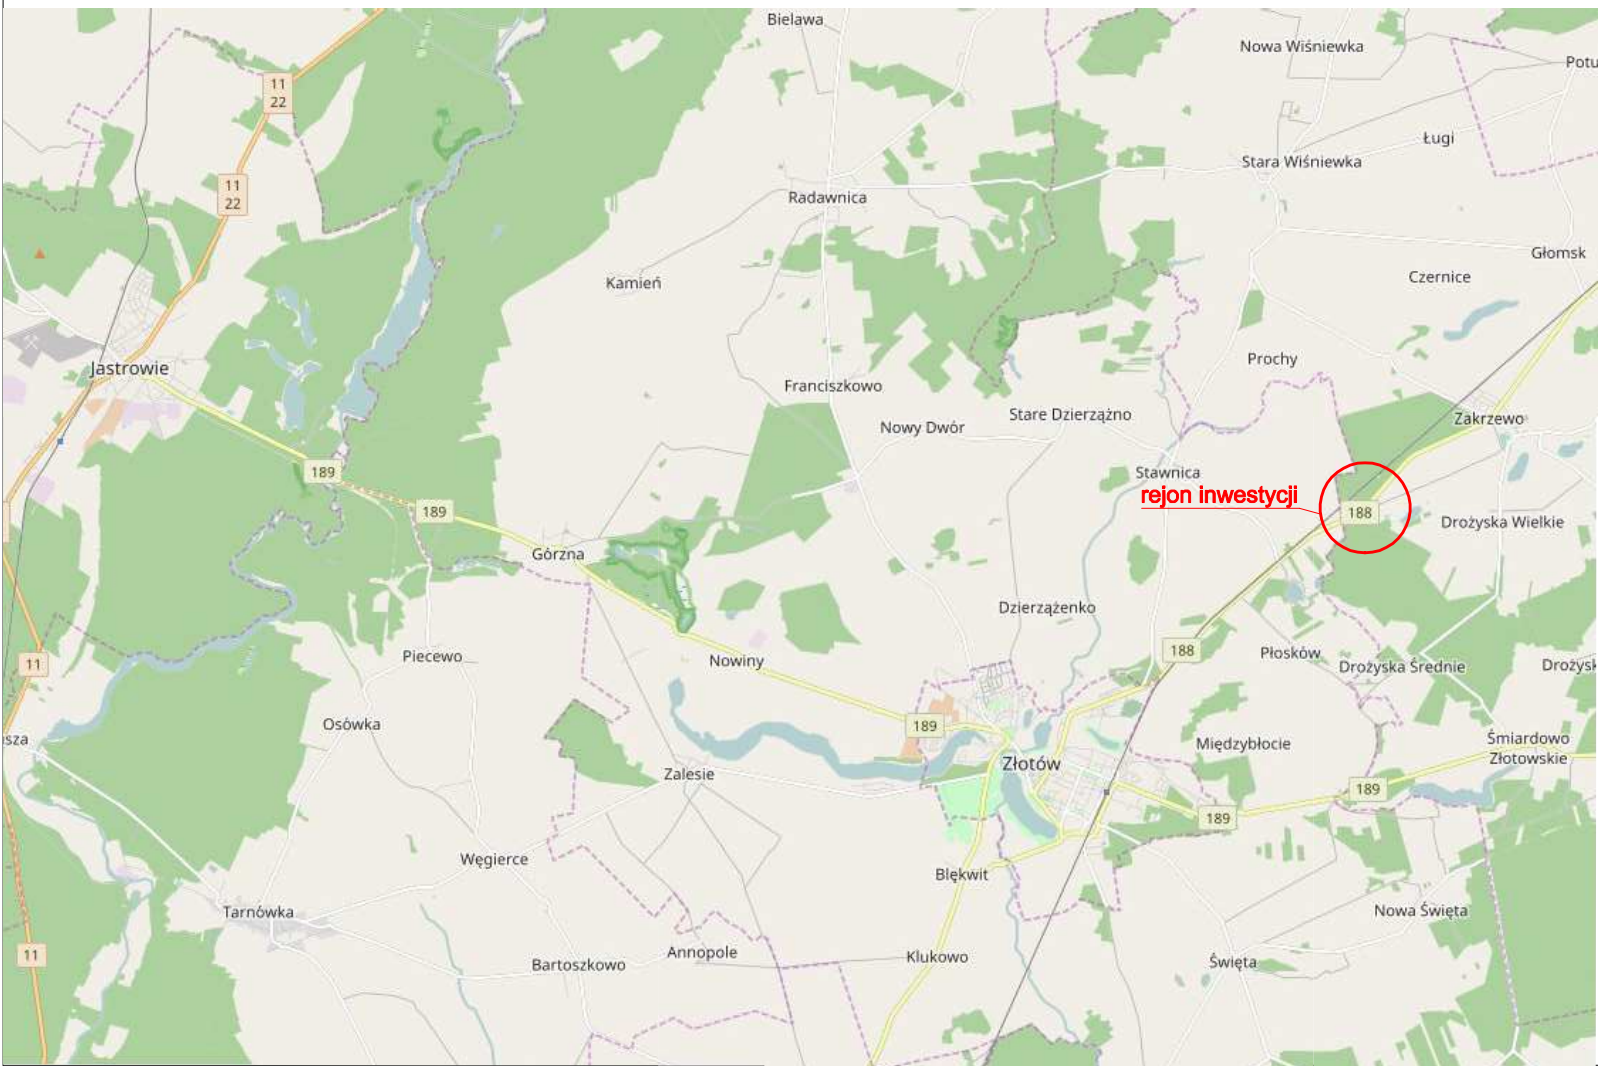 Bielawa
Nowa Wiśniewka
Potu
11
22
Ługi
Stara Wiśniewka
11
22
Radawnica
Głomsk
Kamień
Czernice
Prochy
Jastrowie
Franciszkowo
Stare Dzierzążno
Zakrzewo
Nowy Dwór
189
Stawnica
rejon inwestycji
189
188
Drożyska Wielkie
Górzna
Dzierzążenko
188
Płosków
Piecewo
Nowiny
11
Drożyska Średnie
Drożysk
Osówka
189
sza
Międzybłocie
Śmiardowo
Złotowskie
Złotów
Zalesie
189
189
Węgierce
Blękwit
Tarnówka
Nowa Święta
11
Annopole
Klukowo
Bartoszkowo
Święta